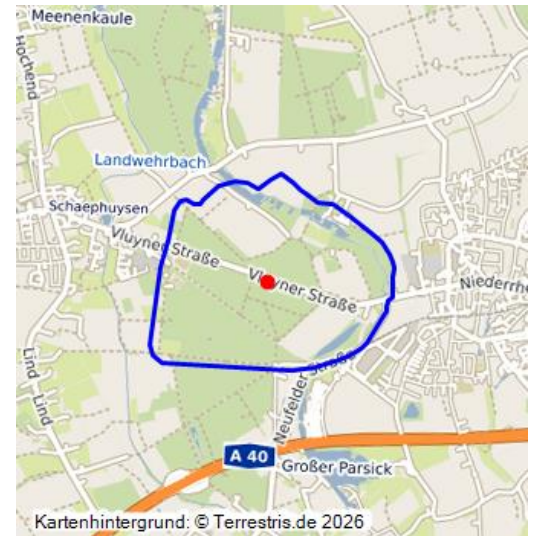 Meenenkaule
Hochend
Landwehrbach
Schaephuysen
Vluyner Straße
Vluyner Straße
Niederrhe
Lind
Lind
Neufelder Straße
A 40
Großer Parsick
Kartenhintergrund: © Terrestris.de 2026